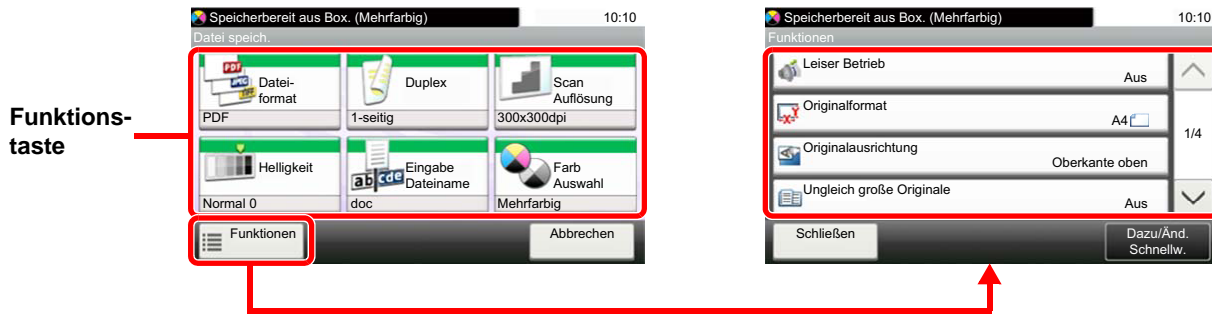 Funktions-
taste
Speicherbereit aus Box. (Mehrfarbig) 10:10
Datei speich.
PDF
JPEG
TIFF
Datei-
format
PDF
Duplex
1-seitig
Scan
Auflösung
300x300dpi
Helligkeit
Normal 0
ab cde
Eingabe
Dateiname
doc
Farb
Auswahl
Mehrfarbig
Funktionen
Abbrechen
Speicherbereit aus Box. (Mehrfarbig) 10:10
Funktionen
Leiser Betrieb
Aus
X Y
Originalformat
A4
Originalausrichtung
Oberkante oben
Ungleich große Originale
Aus
1/4
Schließen
Dazu/Änd.
Schnellw.